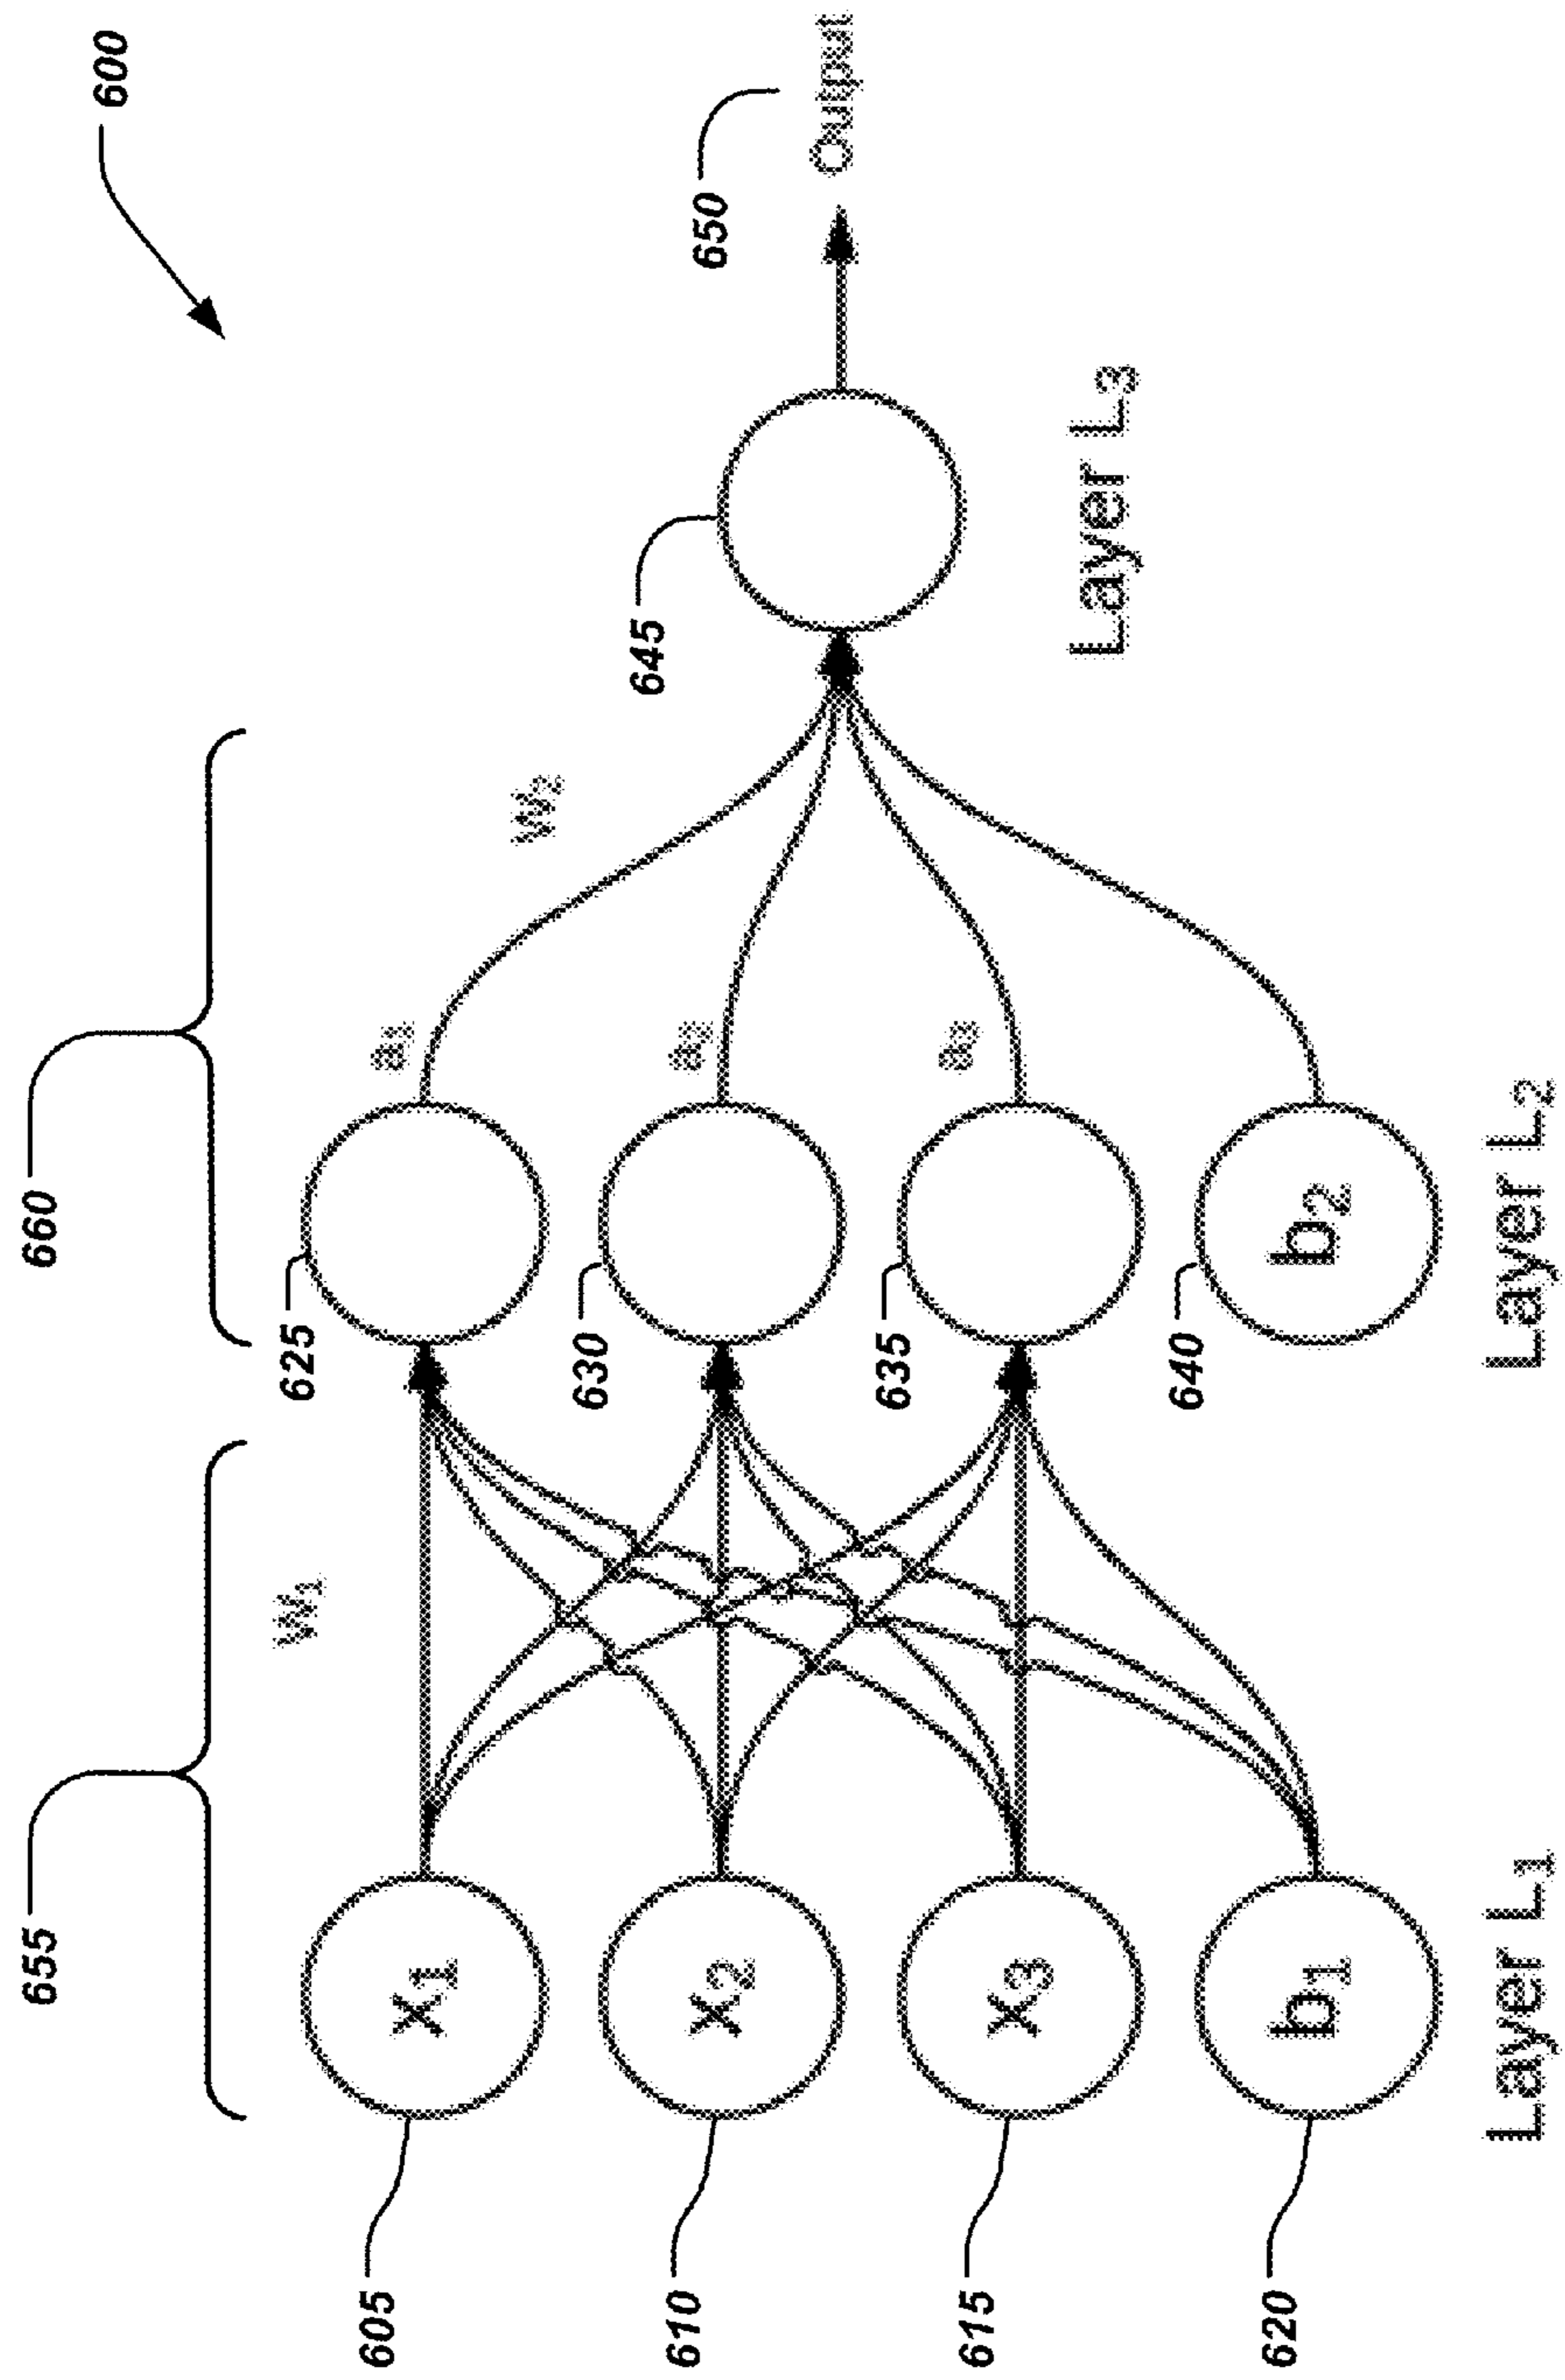 600
655
660
W₁
W₂
605
610
615
620
x₁
x₂
x₃
b₁
625
630
635
640
a₁
a₂
a₃
b₂
645
650
Output
Layer L₁
Layer L₂
Layer L₃